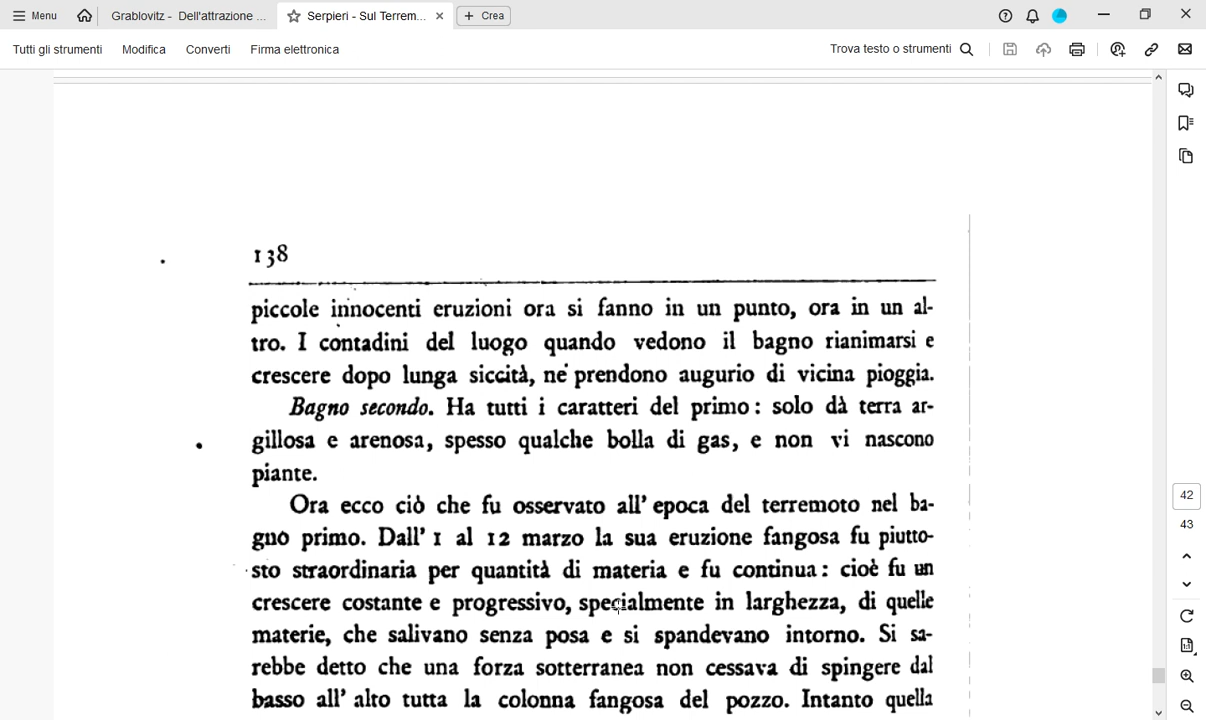 Menu
Grablovitz - Dell'attrazione ...
Serpieri - Sul Terrem...
Crea
Tutti gli strumenti
Modifica
Converti
Firma elettronica
Trova testo o strumenti
138
piccole innocenti eruzioni ora si fanno in un punto, ora in un al-
tro. I contadini del luogo quando vedono il bagno rianimarsi e
crescere dopo lunga siccità, ne prendono augurio di vicina pioggia.
Bagno secondo. Ha tutti i caratteri del primo: solo dà terra ar-
gillosa e arenosa, spesso qualche bolla di gas, e non vi nascono
piante.
Ora ecco ciò che fu osservato all' epoca del terremoto nel ba-
gno primo. Dall' 1 al 12 marzo la sua eruzione fangosa fu piutto-
sto straordinaria per quantità di materia e fu continua: cioè fu un
crescere costante e progressivo, specialmente in larghezza, di quelle
materie, che salivano senza posa e si spandevano intorno. Si sa-
rebbe detto che una forza sotterranea non cessava di spingere dal
basso all' alto tutta la colonna fangosa del pozzo. Intanto quella
42
43